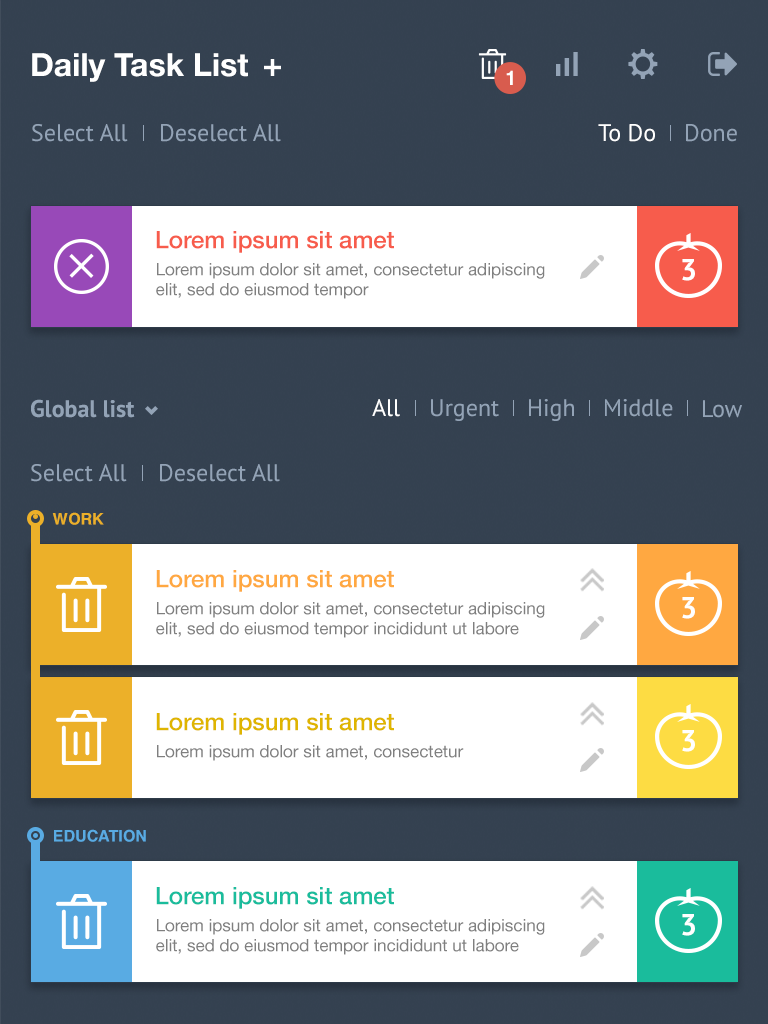 Daily Task List +
1
Select All | Deselect All
To Do | Done
Lorem ipsum sit amet
Lorem ipsum dolor sit amet, consectetur adipiscing
elit, sed do eiusmod tempor
3
Global list
All | Urgent | High | Middle | Low
Select All | Deselect All
WORK
Lorem ipsum sit amet
Lorem ipsum dolor sit amet, consectetur adipiscing
elit, sed do eiusmod tempor incididunt ut labore
3
Lorem ipsum sit amet
Lorem ipsum dolor sit amet, consectetur
3
EDUCATION
Lorem ipsum sit amet
Lorem ipsum dolor sit amet, consectetur adipiscing
elit, sed do eiusmod tempor incididunt ut labore
3